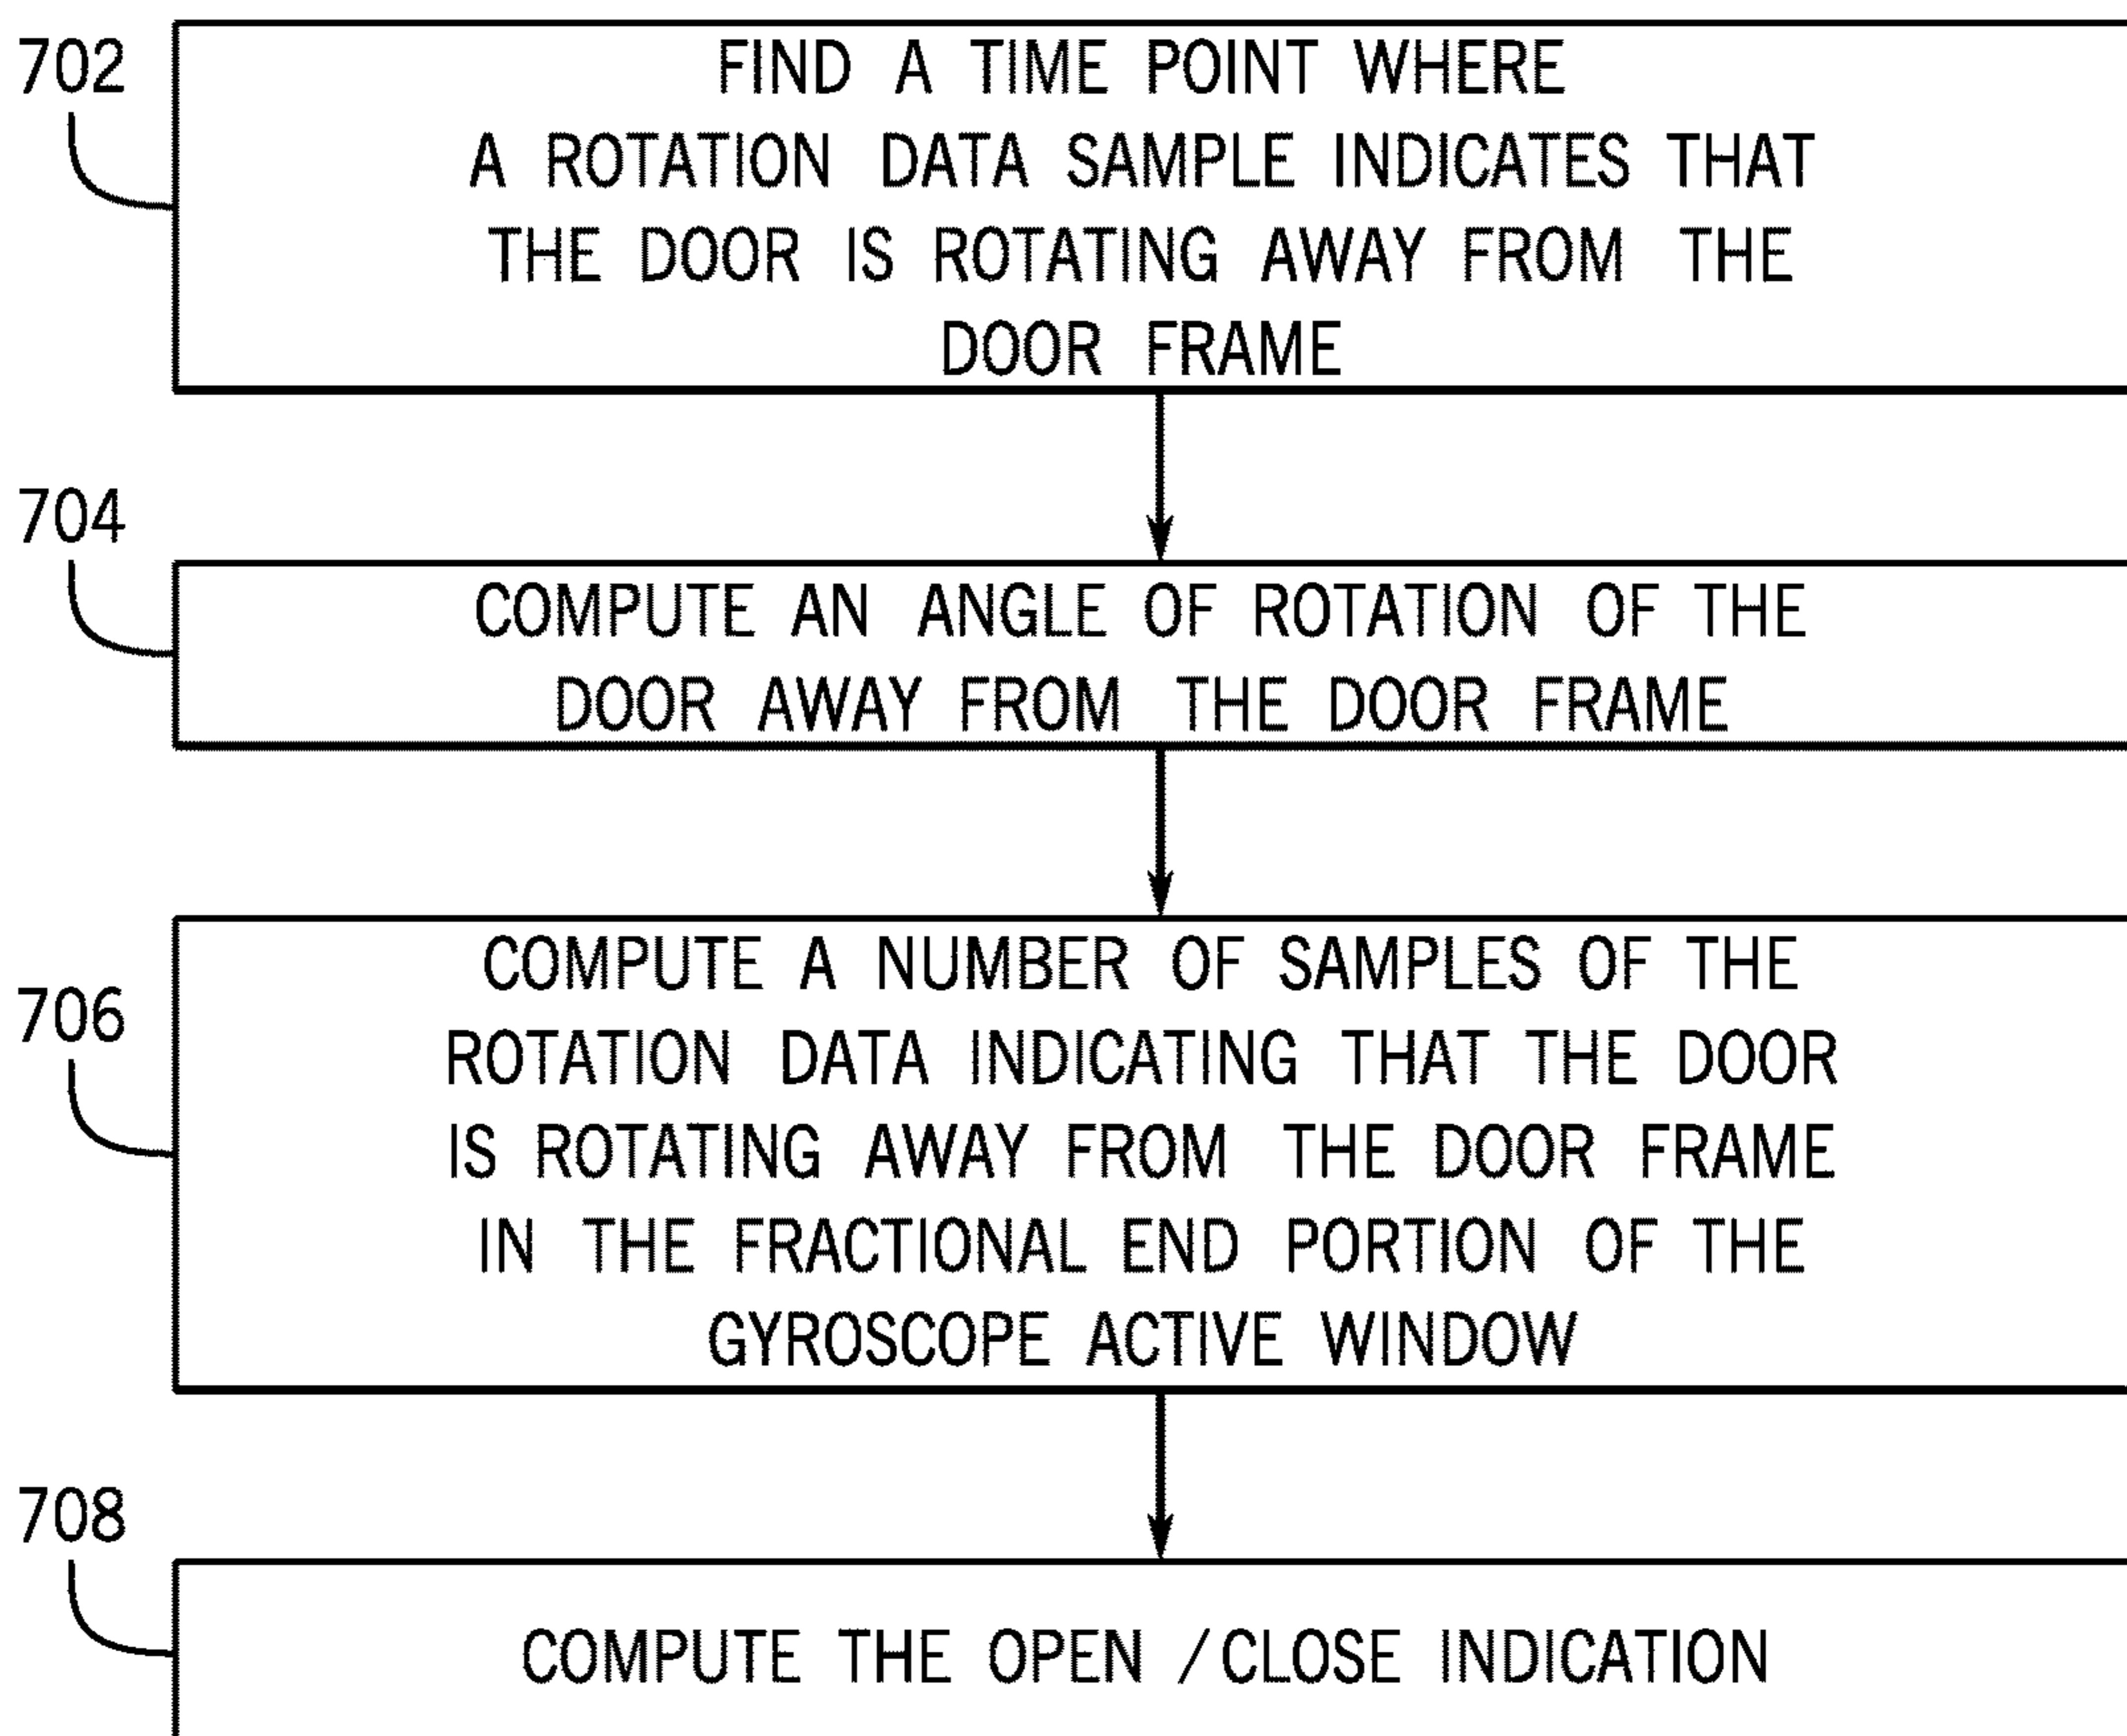 702
FIND A TIME POINT WHERE
A ROTATION DATA SAMPLE INDICATES THAT
THE DOOR IS ROTATING AWAY FROM THE
DOOR FRAME
704
COMPUTE AN ANGLE OF ROTATION OF THE
DOOR AWAY FROM THE DOOR FRAME
706
COMPUTE A NUMBER OF SAMPLES OF THE
ROTATION DATA INDICATING THAT THE DOOR
IS ROTATING AWAY FROM THE DOOR FRAME
IN THE FRACTIONAL END PORTION OF THE
GYROSCOPE ACTIVE WINDOW
708
COMPUTE THE OPEN /CLOSE INDICATION